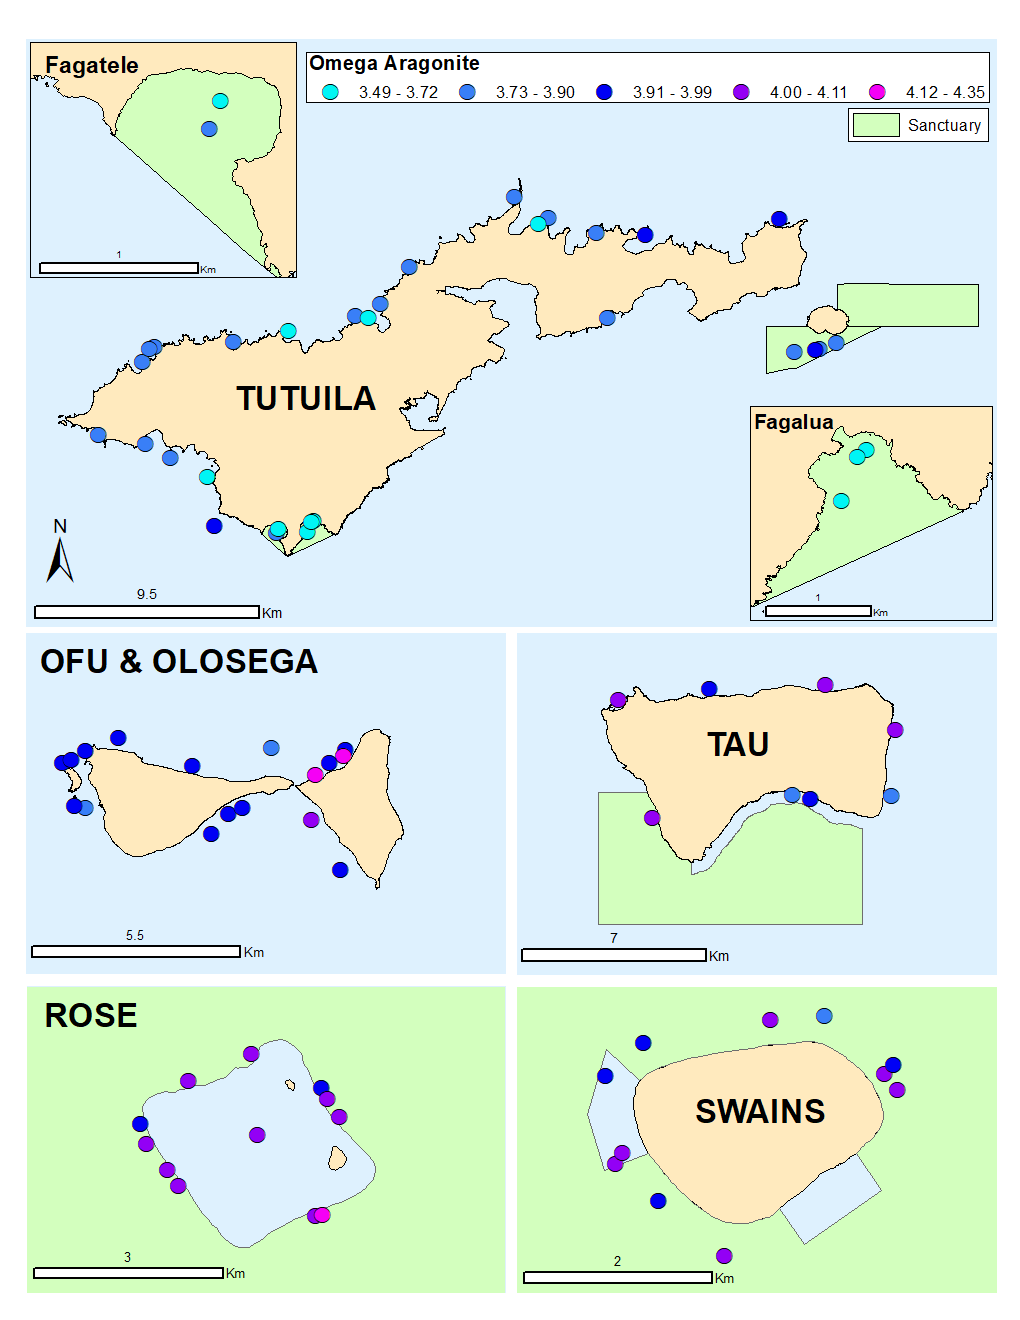 Fagatele
Omega Aragonite
3.49 - 3.72 3.73 - 3.90 3.91 - 3.99 4.00 - 4.11 4.12 - 4.35
Sanctuary
1
Km
TUTUILA
Fagalua
1
Km
N
9.5
Km
OFU & OLOSEGA
5.5
Km
TAU
7
Km
ROSE
3
Km
SWAINS
2
Km